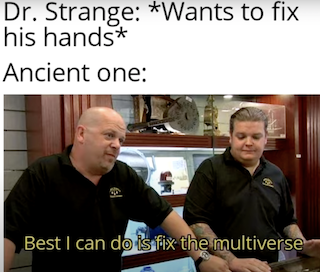 Dr. Strange: *Wants to fix
his hands*
Ancient one:
Best I can do is fix the multiverse